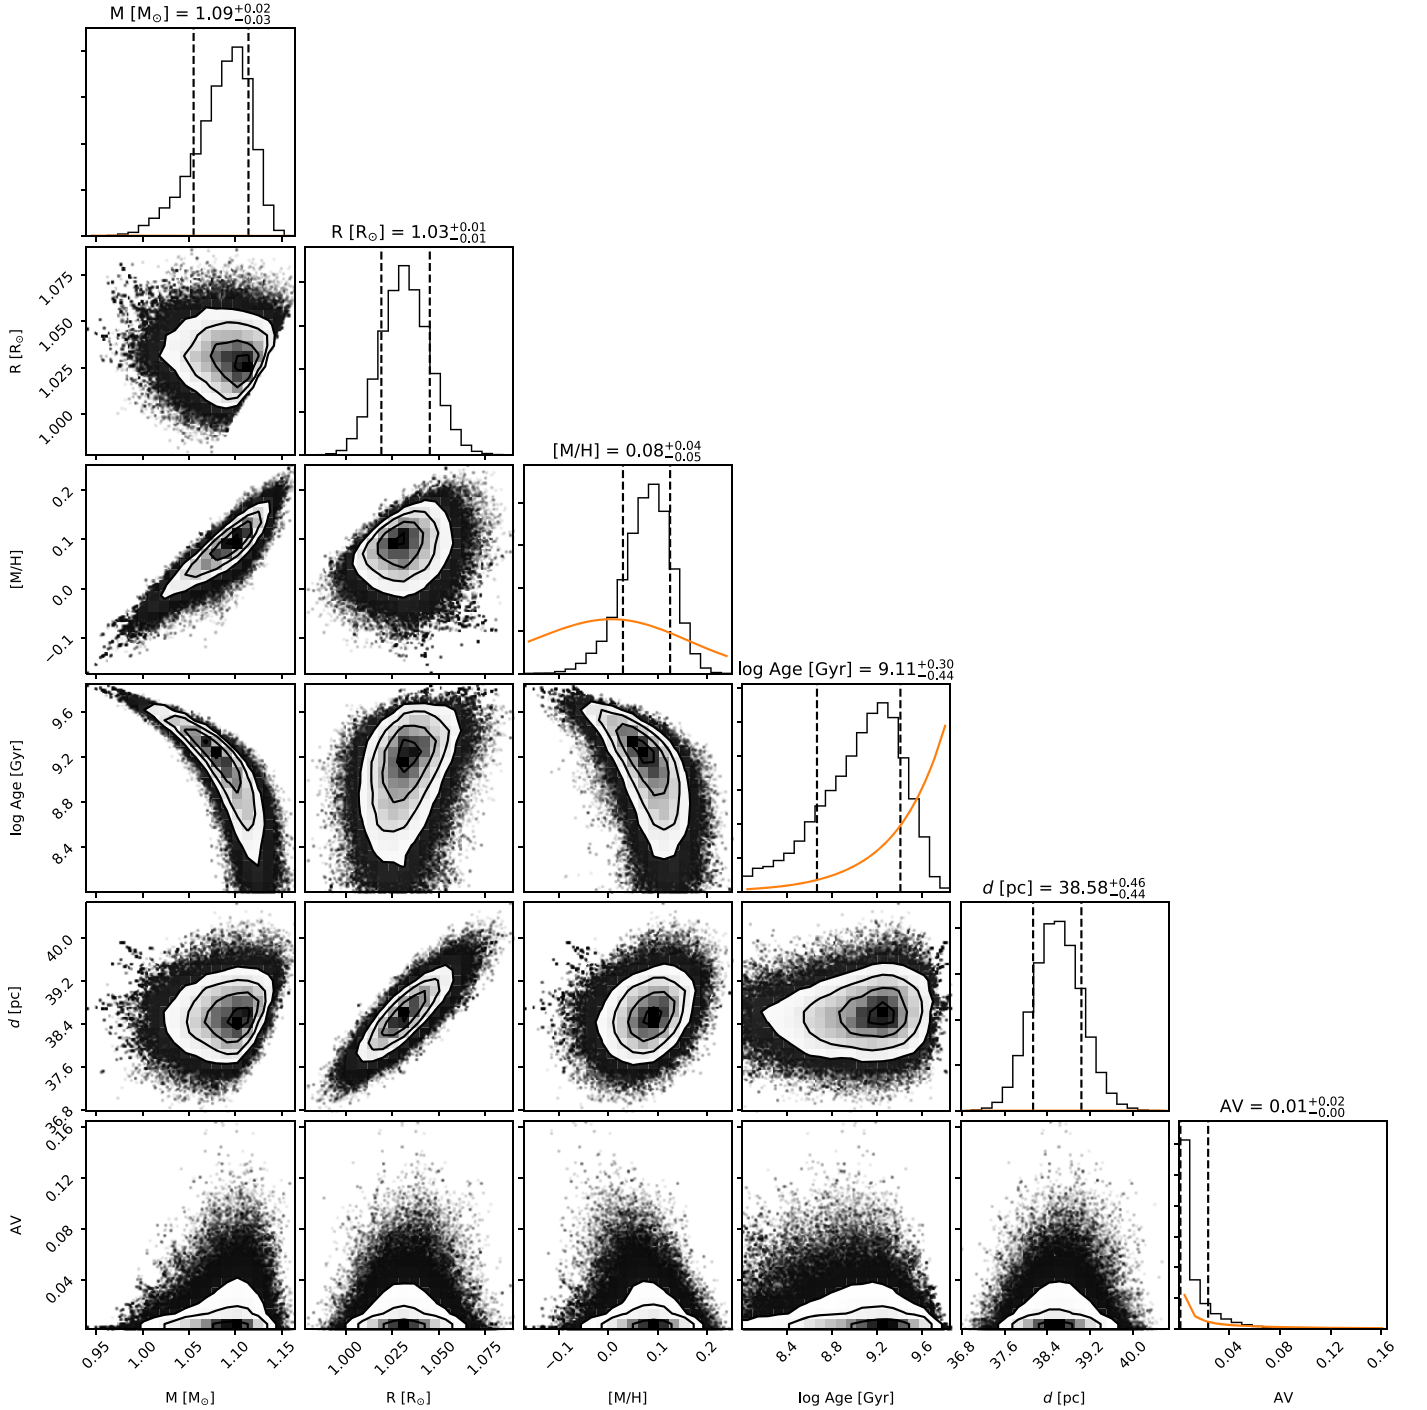 M [M⊙] = 1.09+0.02 −0.03
R [R⊙] = 1.03+0.01 −0.01
1.075
1.050
1.025
1.000
R [R⊙]
[M/H] = 0.08+0.04 −0.05
0.2
0.1
0.0
−0.1
[M/H]
log Age [Gyr] = 9.11+0.30 −0.44
9.6
9.2
8.8
8.4
log Age [Gyr]
d [pc] = 38.58+0.46 −0.44
40.0
39.2
38.4
37.6
36.8
d [pc]
AV = 0.01+0.02 −0.00
0.16
0.12
0.08
0.04
AV
0.95 1.00 1.05 1.10 1.15
1.000 1.025 1.050 1.075
−0.1 0.0 0.1 0.2
8.4 8.8 9.2 9.6
36.8 37.6 38.4 39.2 40.0
0.04 0.08 0.12 0.16
M [M⊙] R [R⊙] [M/H] log Age [Gyr] d [pc] AV